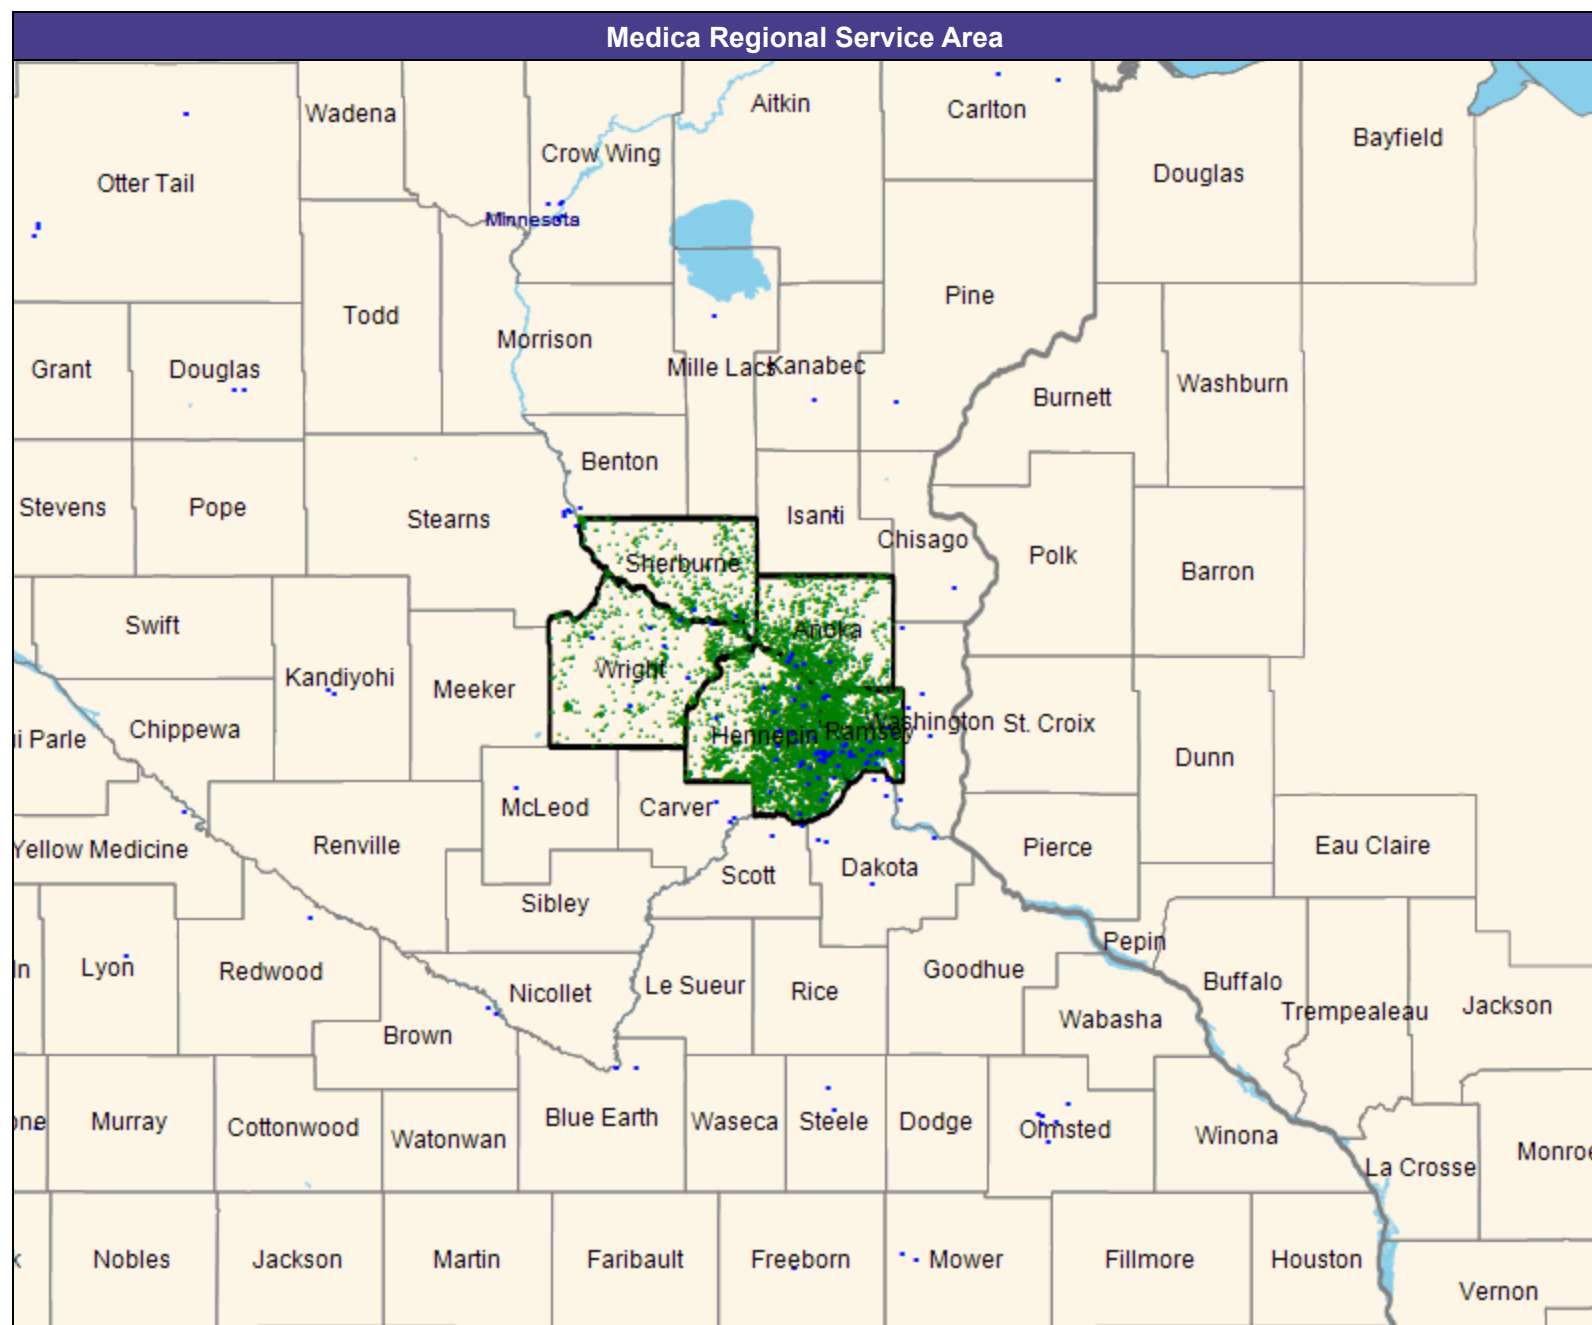 Medica Regional Service Area
Wadena
Aitkin
Carlton
Bayfield
Crow Wing
Otter Tail
Douglas
Minnesota
Pine
Todd
Morrison
Grant
Douglas
Mille Lacs
Kanabec
Washburn
Burnett
Benton
Stevens
Pope
Stearns
Isanti
Chisago
Polk
Barron
Sherburne
Swift
Anoka
Wright
Kandiyohi
Meeker
Chippewa
ui Parle
Hennepin
Ramsey
Washington
St. Croix
Dunn
McLeod
Carver
Yellow Medicine
Renville
Pierce
Eau Claire
Scott
Dakota
Sibley
Pepin
Lyon
Redwood
Nicollet
Le Sueur
Rice
Goodhue
Buffalo
Trempealeau
Jackson
Wabasha
Brown
one
Murray
Cottonwood
Watonwan
Blue Earth
Waseca
Steele
Dodge
Olmsted
Winona
La Crosse
Monroe
Nobles
Jackson
Martin
Faribault
Freeborn
Mower
Fillmore
Houston
Vernon